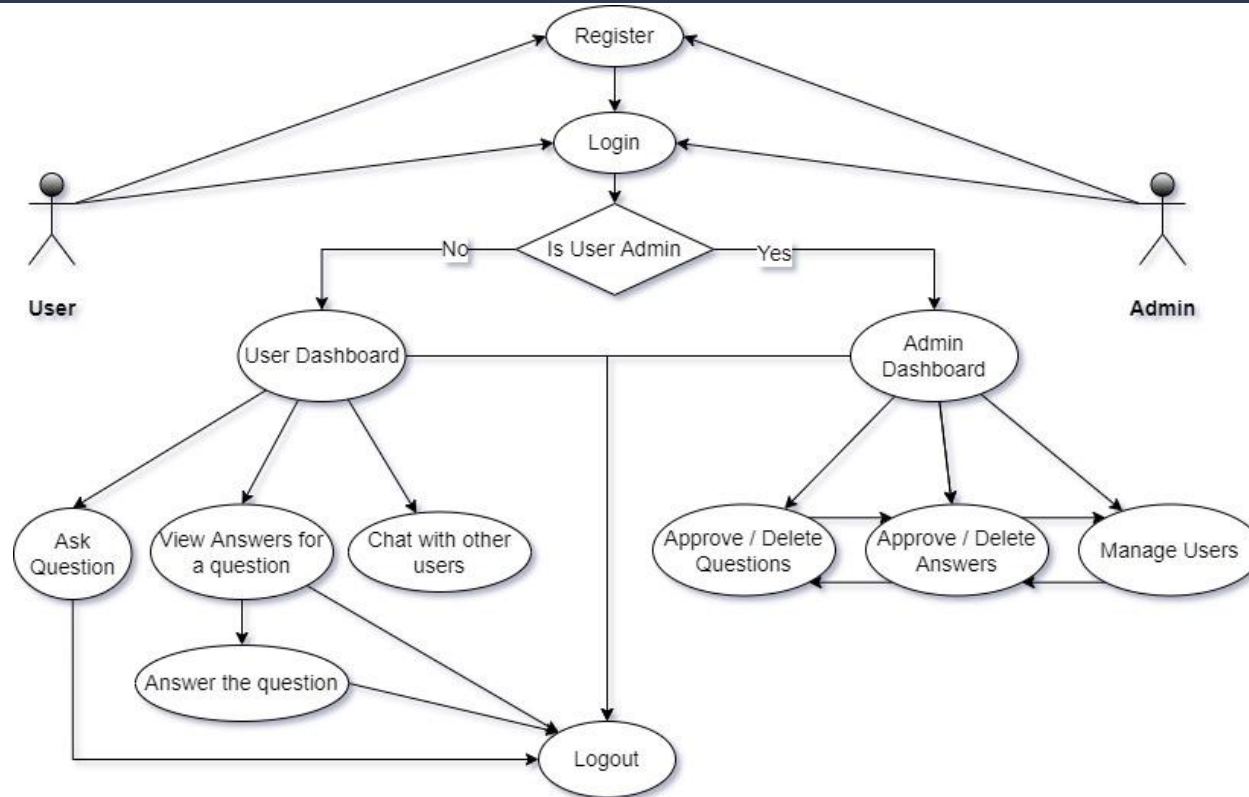 Register
Login
Is User Admin
No
Yes
User
Admin
User Dashboard
Admin
Dashboard
Ask
Question
View Answers for
a question
Chat with other
users
Approve / Delete
Questions
Approve / Delete
Answers
Manage Users
Answer the question
Logout